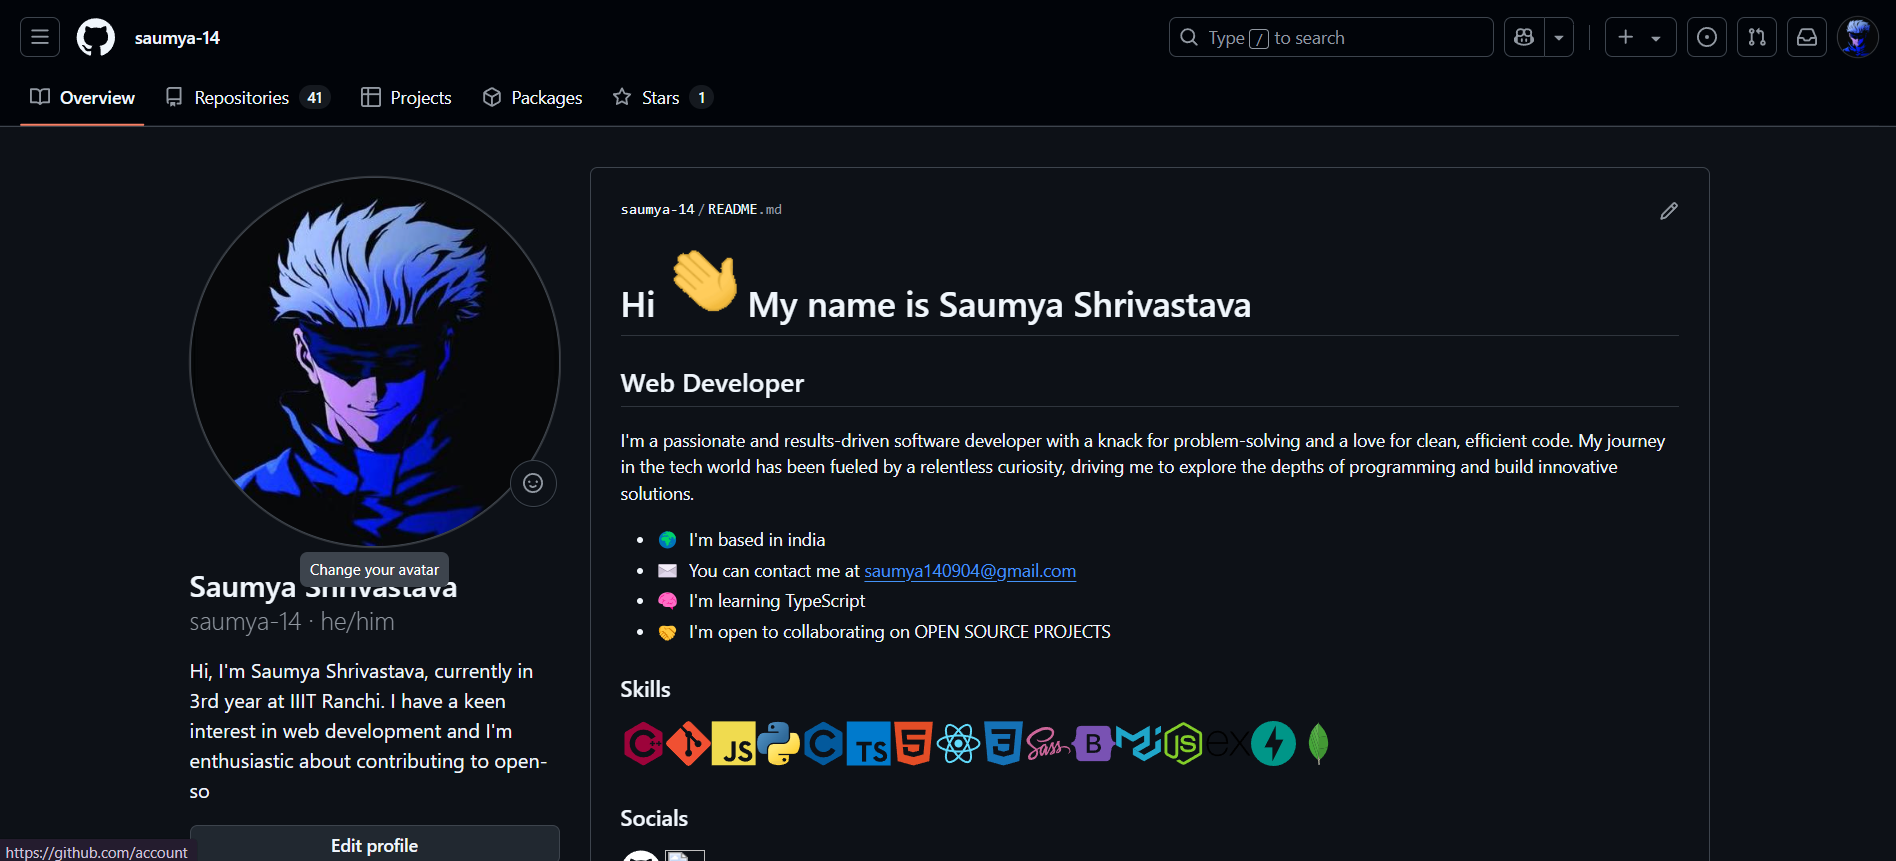 saumya-14
Type / to search
Overview
Repositories 41
Projects
Packages
Stars 1
saumya-14/README.md
Hi 👋 My name is Saumya Shrivastava
Web Developer
I'm a passionate and results-driven software developer with a knack for problem-solving and a love for clean, efficient code. My journey
in the tech world has been fueled by a relentless curiosity, driving me to explore the depths of programming and build innovative
solutions.
• 🌍 I'm based in india
• ✉️ You can contact me at saumya140904@gmail.com
• 🧠 I'm learning TypeScript
• 🤝 I'm open to collaborating on OPEN SOURCE PROJECTS
Skills
JS
TS
5
3
Sass
B
JS
ex
Socials
Change your avatar
Saumya Shrivastava
saumya-14 · he/him
Hi, I'm Saumya Shrivastava, currently in
3rd year at IIIT Ranchi. I have a keen
interest in web development and I'm
enthusiastic about contributing to open-
so
Edit profile
https://github.com/account